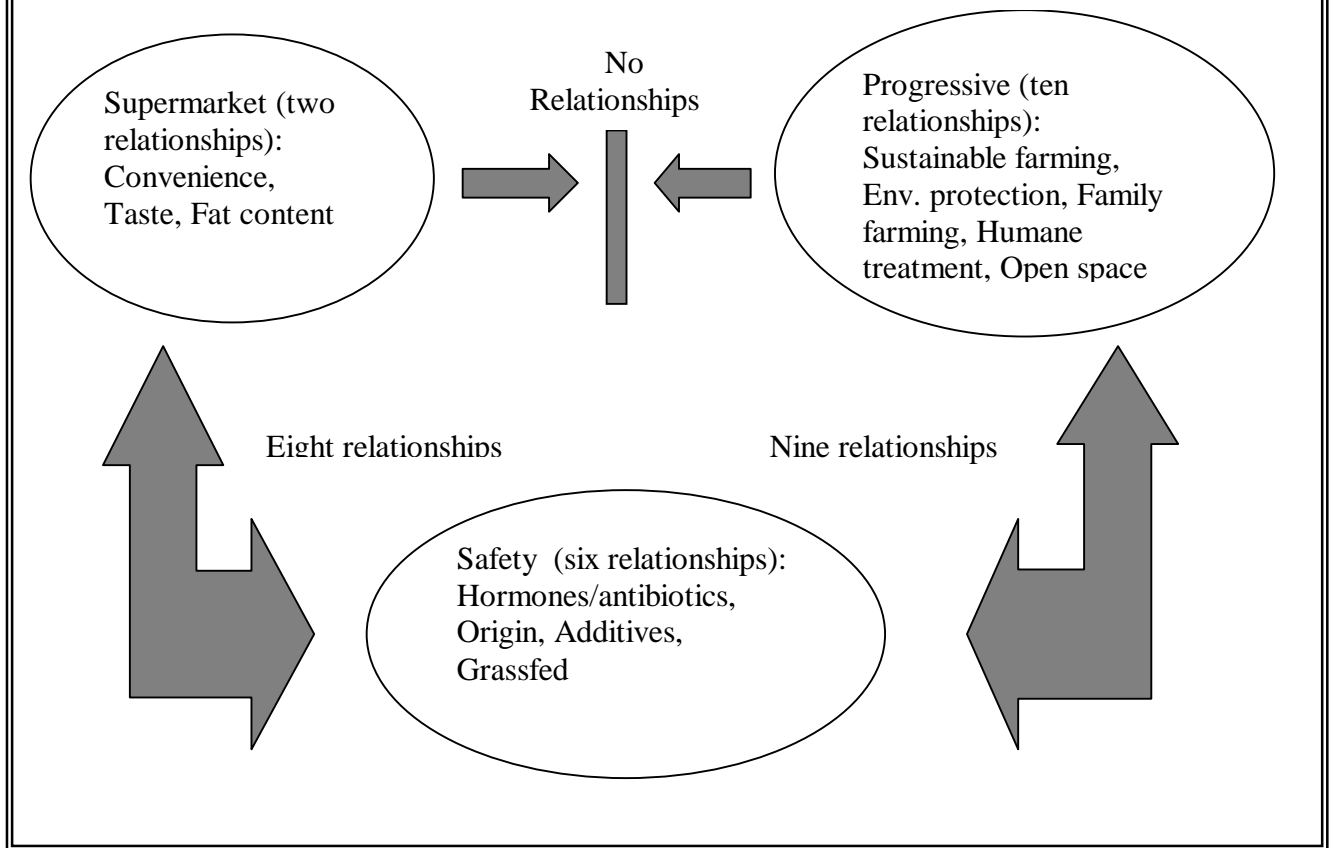 Supermarket (two
relationships):
Convenience,
Taste, Fat content
No
Relationships
Progressive (ten
relationships):
Sustainable farming,
Env. protection, Family
farming, Humane
treatment, Open space
Eight relationships
Nine relationships
Safety (six relationships):
Hormones/antibiotics,
Origin, Additives,
Grassfed